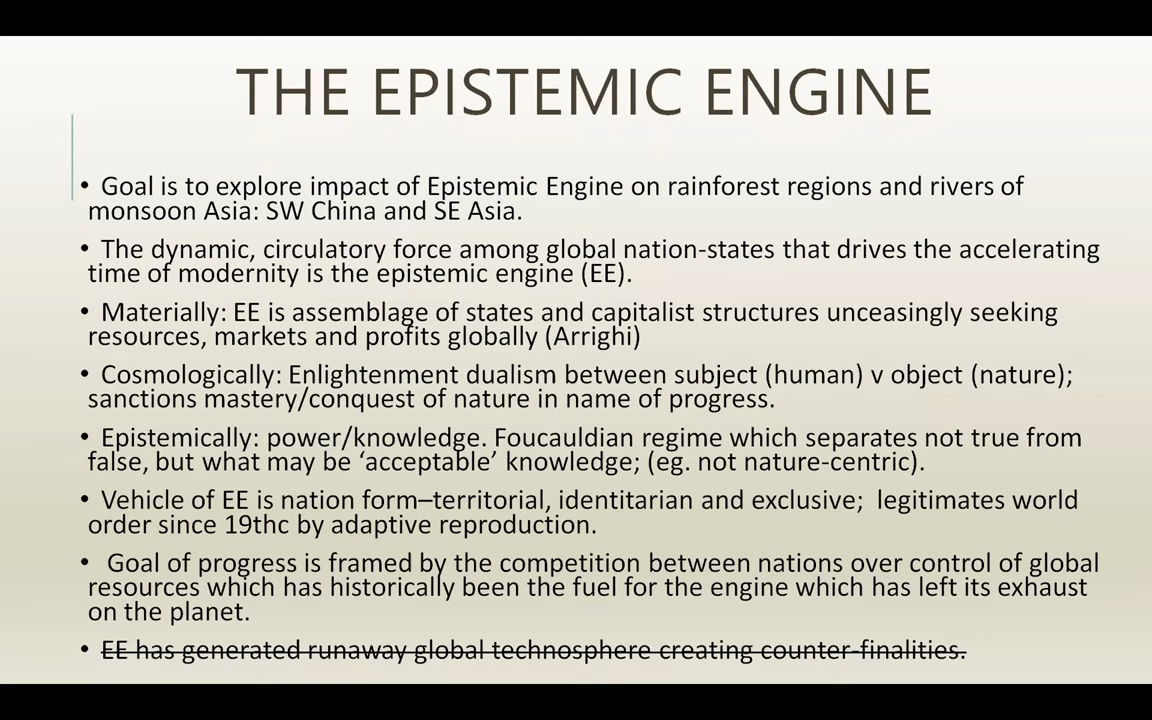 THE EPISTEMIC ENGINE
• Goal is to explore impact of Epistemic Engine on rainforest regions and rivers of
monsoon Asia: SW China and SE Asia.
• The dynamic, circulatory force among global nation-states that drives the accelerating
time of modernity is the epistemic engine (EE).
• Materially: EE is assemblage of states and capitalist structures unceasingly seeking
resources, markets and profits globally (Arrighi)
• Cosmologically: Enlightenment dualism between subject (human) v object (nature);
sanctions mastery/conquest of nature in name of progress.
• Epistemically: power/knowledge. Foucauldian regime which separates not true from
false, but what may be ‘acceptable’ knowledge; (eg. not nature-centric).
• Vehicle of EE is nation form–territorial, identitarian and exclusive;  legitimates world
order since 19thc by adaptive reproduction.
• Goal of progress is framed by the competition between nations over control of global
resources which has historically been the fuel for the engine which has left its exhaust
on the planet.
• EE has generated runaway global technosphere creating counter-finalities.